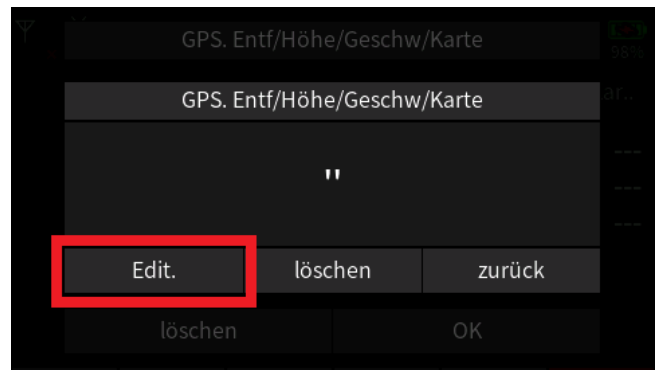 GPS. Entf/Höhe/Geschw/Karte
98%
GPS. Entf/Höhe/Geschw/Karte
ar..
"
---
---
---
Edit. löschen zurück
löschen OK